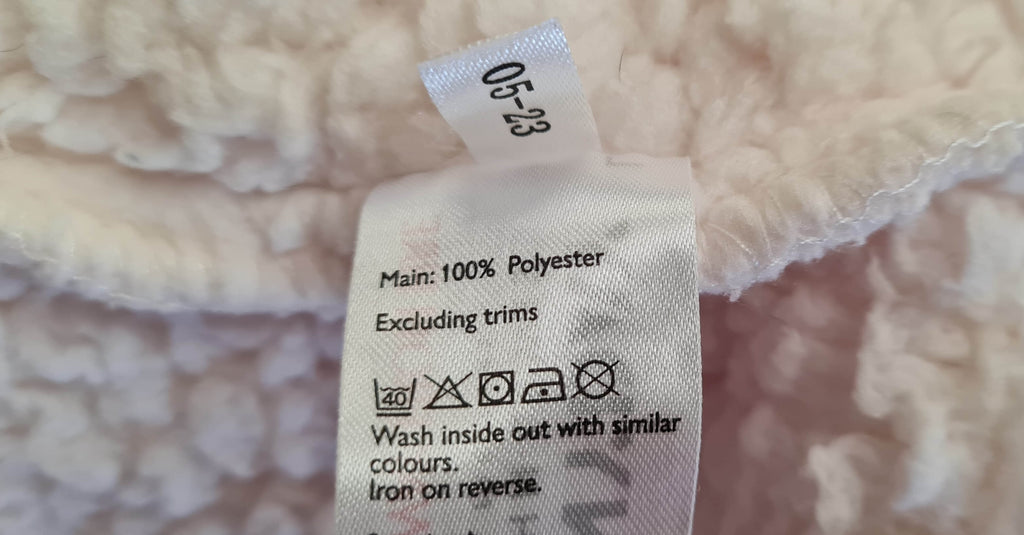 05-23
Main: 100% Polyester
Excluding trims
40
Wash inside out with similar
colours.
Iron on reverse.